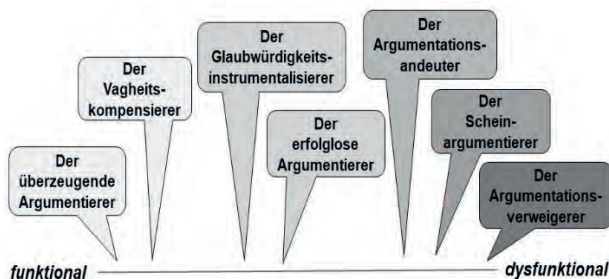 Der
überzeugende
Argumentierer
Der
Vagheits-
kompensierer
Der
Glaubwürdigkeits-
instrumentalisierer
Der
erfolglose
Argumentierer
Der
Argumentations-
andeuter
Der
Schein-
argumentierer
Der
Argumentations-
verweigerer
funktional
dysfunktional